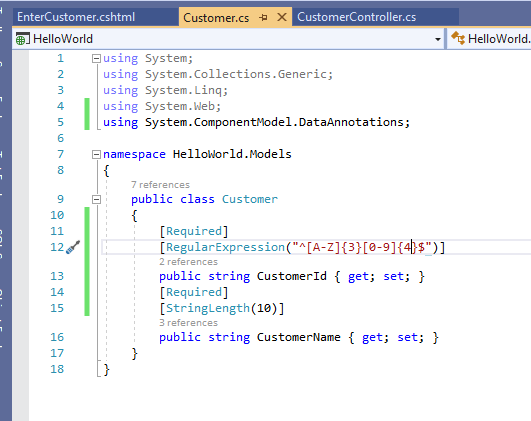 EnterCustomer.cshtml
Customer.cs
CustomerController.cs
HelloWorld
HelloWorld.
1 using System;
2 using System.Collections.Generic;
3 using System.Linq;
4 using System.Web;
5 using System.ComponentModel.DataAnnotations;
6
7 namespace HelloWorld.Models
8 {
7 references
9 public class Customer
10 {
11 [Required]
12 [RegularExpression("^[A-Z]{3}[0-9]{4}$")]
2 references
13 public string CustomerId { get; set; }
14 [Required]
15 [StringLength(10)]
3 references
16 public string CustomerName { get; set; }
17 }
18 }